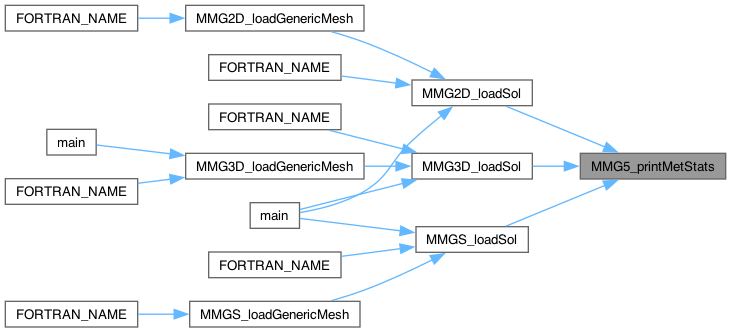 FORTRAN_NAME
MMG2D_loadGenericMesh
FORTRAN_NAME
MMG2D_loadSol
FORTRAN_NAME
main
MMG3D_loadGenericMesh
MMG3D_loadSol
MMG5_printMetStats
FORTRAN_NAME
main
MMGS_loadSol
FORTRAN_NAME
FORTRAN_NAME
MMGS_loadGenericMesh